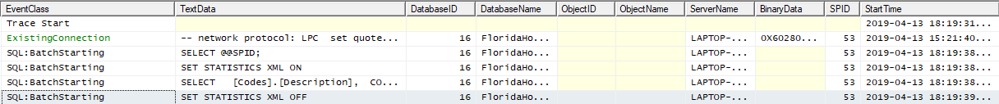 EventClass TextData DatabaseID DatabaseName ObjectID ObjectName ServerName BinaryData SPID StartTime
Trace Start 2019-04-13 18:19:31...
ExistingConnection -- network protocol: LPC set quote... 16 FloridaHo... LAPTOP-... 0X60280... 53 2019-04-13 15:21:40...
SQL:BatchStarting SELECT @@SPID; 16 FloridaHo... LAPTOP-... 53 2019-04-13 18:19:38...
SQL:BatchStarting SET STATISTICS XML ON 16 FloridaHo... LAPTOP-... 53 2019-04-13 18:19:38...
SQL:BatchStarting SELECT [Codes].[Description], CO... 16 FloridaHo... LAPTOP-... 53 2019-04-13 18:19:38...
SQL:BatchStarting SET STATISTICS XML OFF 16 FloridaHo... LAPTOP-... 53 2019-04-13 18:19:39...